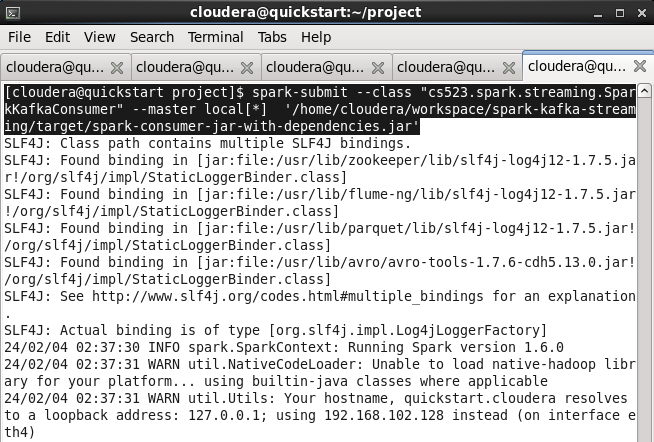 cloudera@quickstart:~/project
File Edit View Search Terminal Tabs Help
cloudera@qu... cloudera@qu... cloudera@qu... cloudera@qu... cloudera@qu...
[cloudera@quickstart project]$ spark-submit --class "cs523.spark.streaming.Spar
kKafkaConsumer" --master local[*]  '/home/cloudera/workspace/spark-kafka-stream
ing/target/spark-consumer-jar-with-dependencies.jar'
SLF4J: Class path contains multiple SLF4J bindings.
SLF4J: Found binding in [jar:file:/usr/lib/zookeeper/lib/slf4j-log4j12-1.7.5.ja
r!/org/slf4j/impl/StaticLoggerBinder.class]
SLF4J: Found binding in [jar:file:/usr/lib/flume-ng/lib/slf4j-log4j12-1.7.5.jar
!/org/slf4j/impl/StaticLoggerBinder.class]
SLF4J: Found binding in [jar:file:/usr/lib/parquet/lib/slf4j-log4j12-1.7.5.jar!
/org/slf4j/impl/StaticLoggerBinder.class]
SLF4J: Found binding in [jar:file:/usr/lib/avro/avro-tools-1.7.6-cdh5.13.0.jar!
/org/slf4j/impl/StaticLoggerBinder.class]
SLF4J: See http://www.slf4j.org/codes.html#multiple_bindings for an explanation
.
SLF4J: Actual binding is of type [org.slf4j.impl.Log4jLoggerFactory]
24/02/04 02:37:30 INFO spark.SparkContext: Running Spark version 1.6.0
24/02/04 02:37:31 WARN util.NativeCodeLoader: Unable to load native-hadoop libr
ary for your platform... using builtin-java classes where applicable
24/02/04 02:37:31 WARN util.Utils: Your hostname, quickstart.cloudera resolves
to a loopback address: 127.0.0.1; using 192.168.102.128 instead (on interface e
th4)